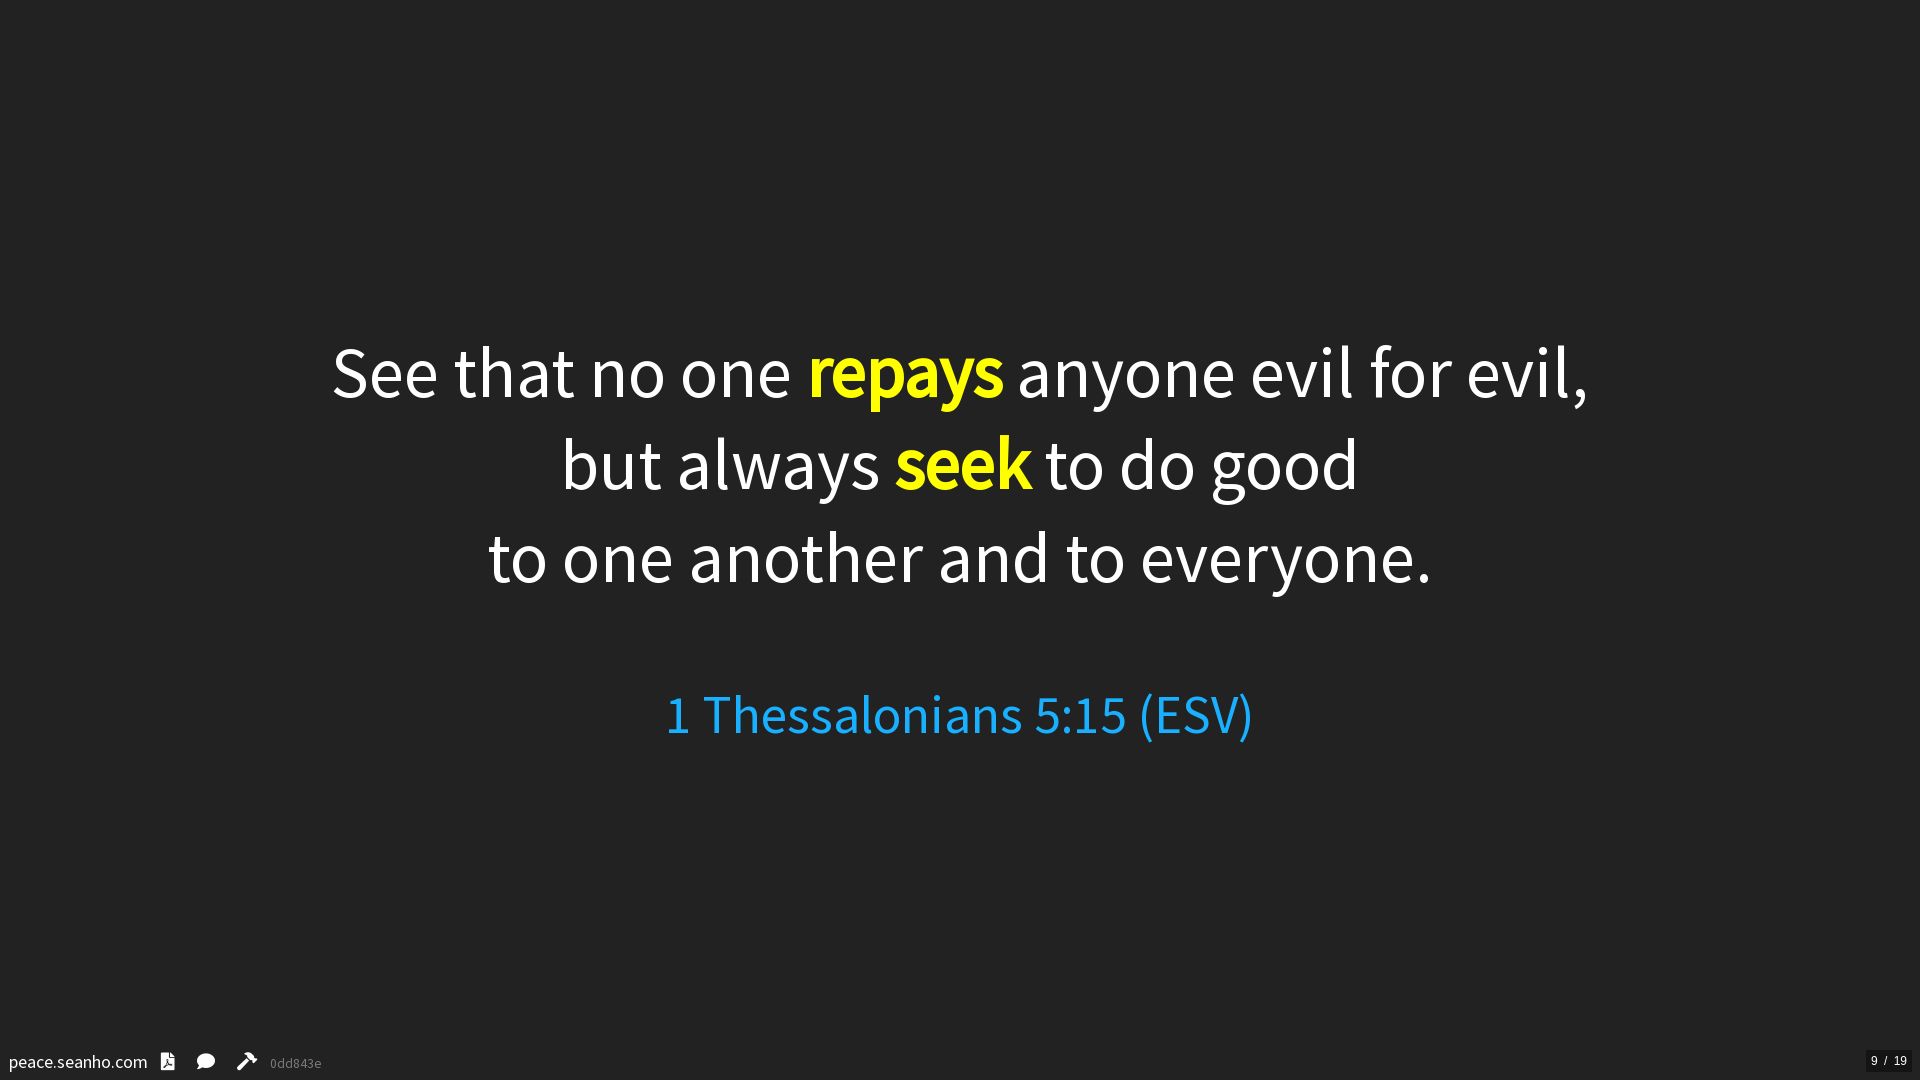 See that no one repays anyone evil for evil,
but always seek to do good
to one another and to everyone.
1 Thessalonians 5:15 (ESV)
peace.seanho.com 0dd843e
9 / 19